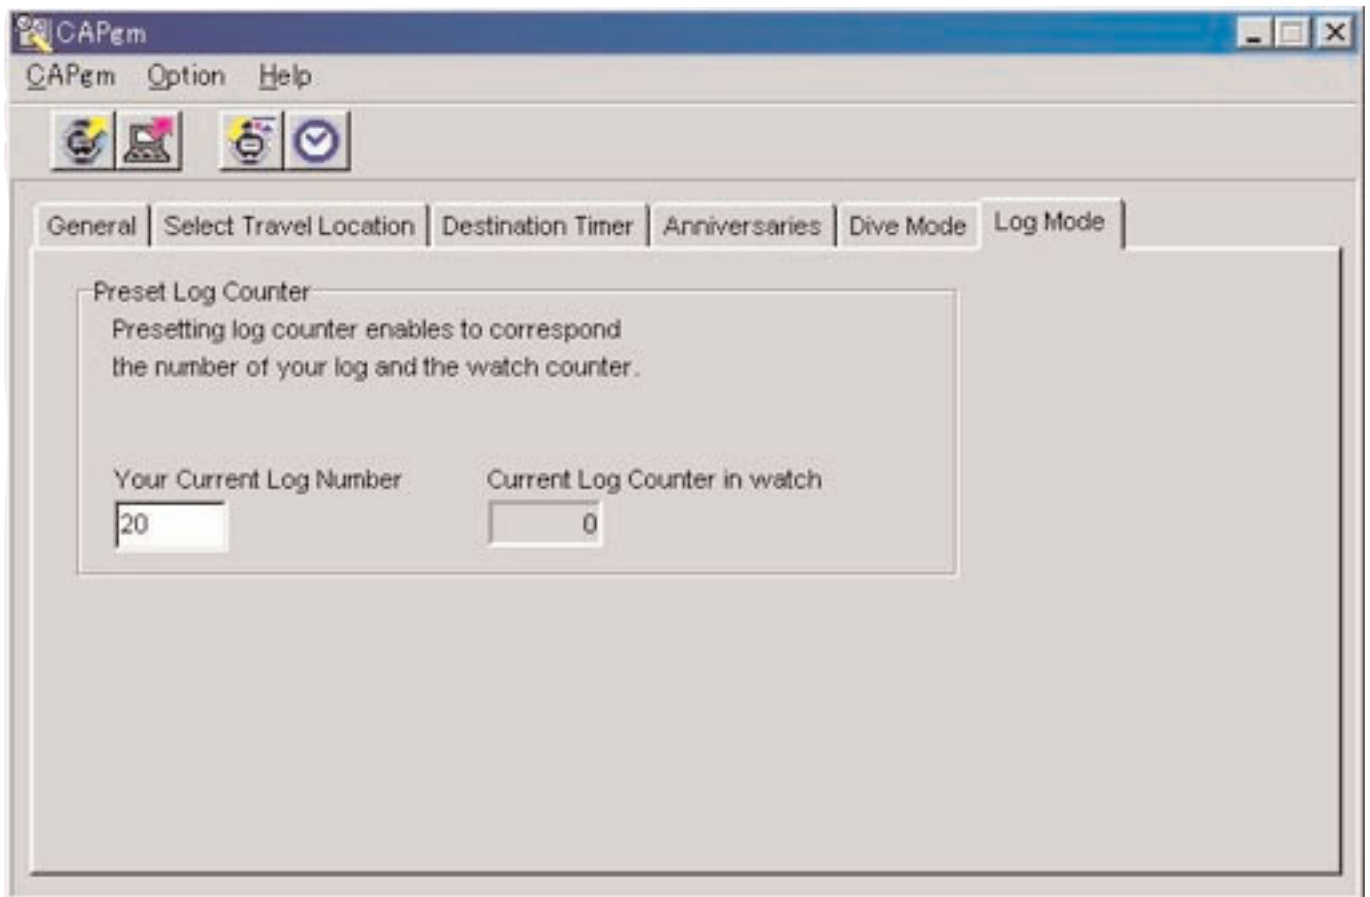 CAPgm
CAPgm Option Help
General Select Travel Location Destination Timer Anniversaries Dive Mode Log Mode
Preset Log Counter
Presetting log counter enables to correspond
the number of your log and the watch counter.
Your Current Log Number Current Log Counter in watch
20 0